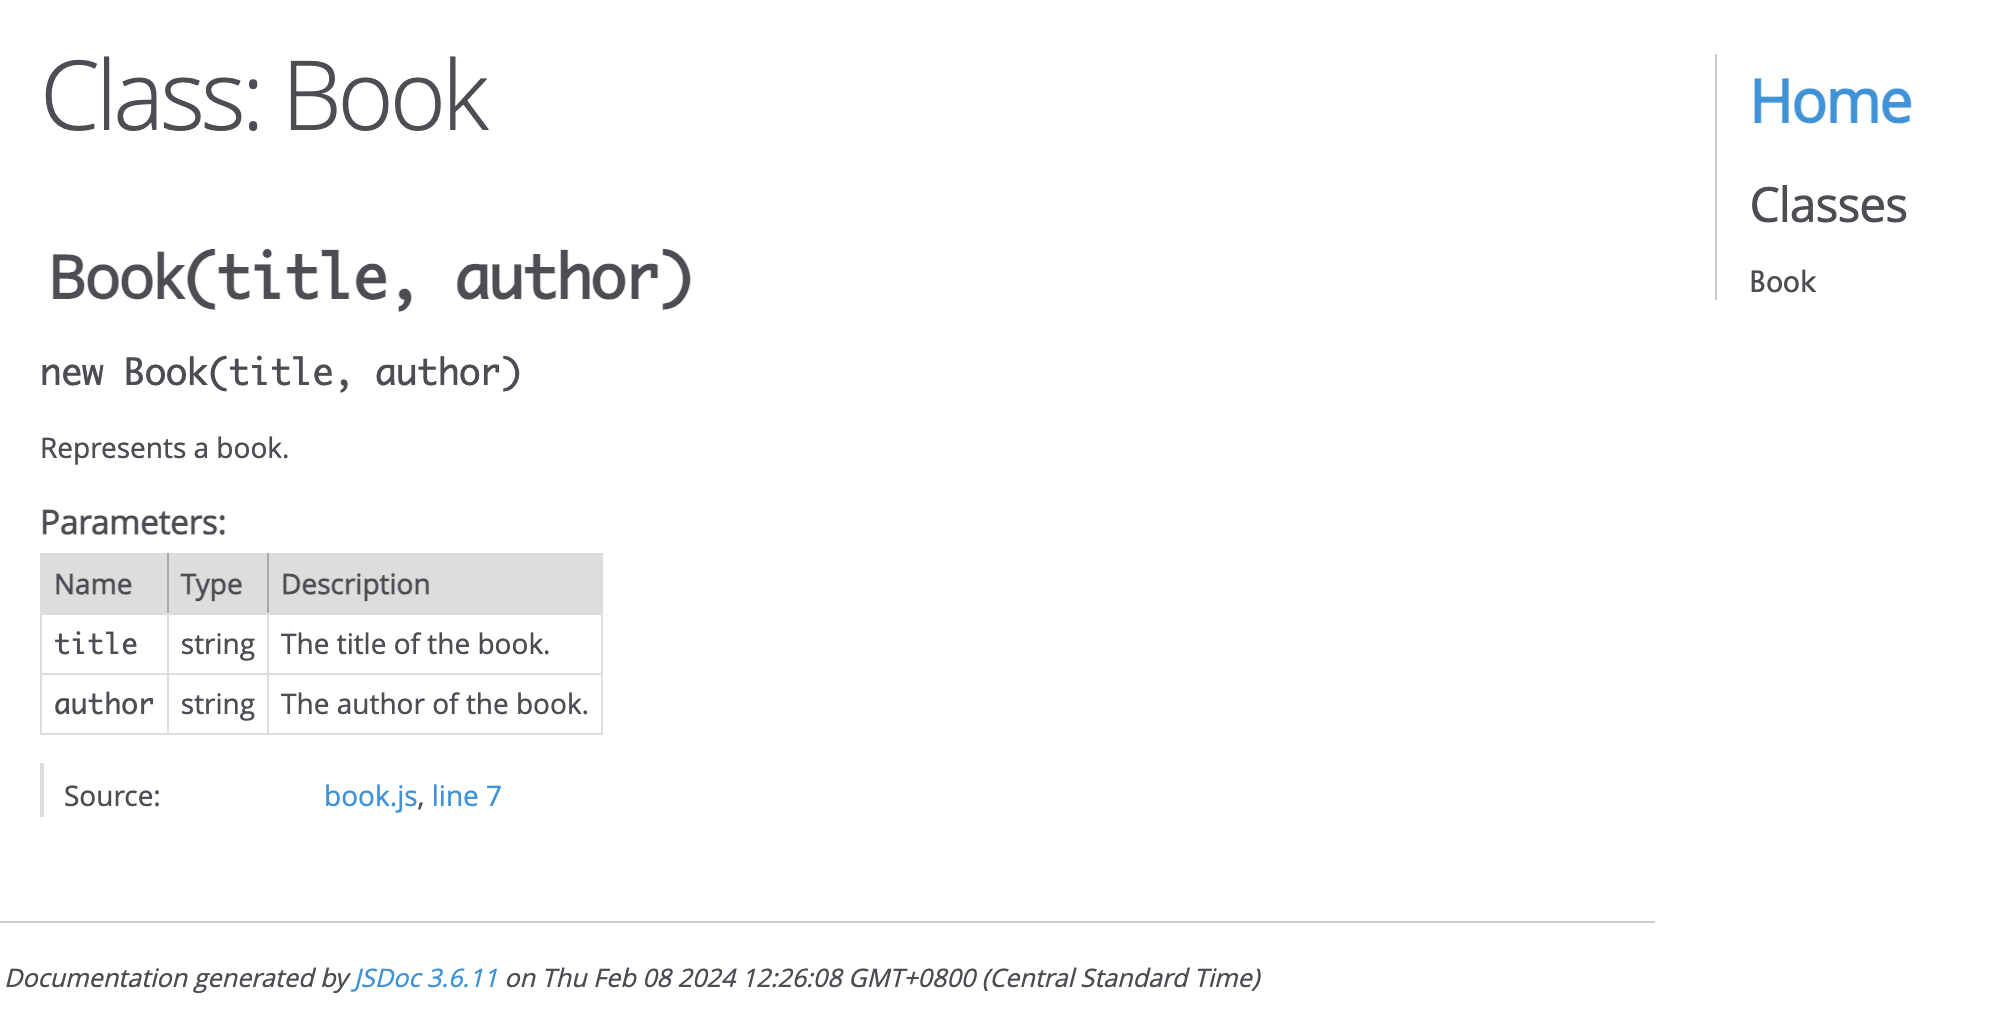 Class: Book
Book(title, author)
new Book(title, author)
Represents a book.
Parameters:
Name Type Description
title string The title of the book.
author string The author of the book.
Source: book.js, line 7
Documentation generated by JSDoc 3.6.11 on Thu Feb 08 2024 12:26:08 GMT+0800 (Central Standard Time)
Home
Classes
Book